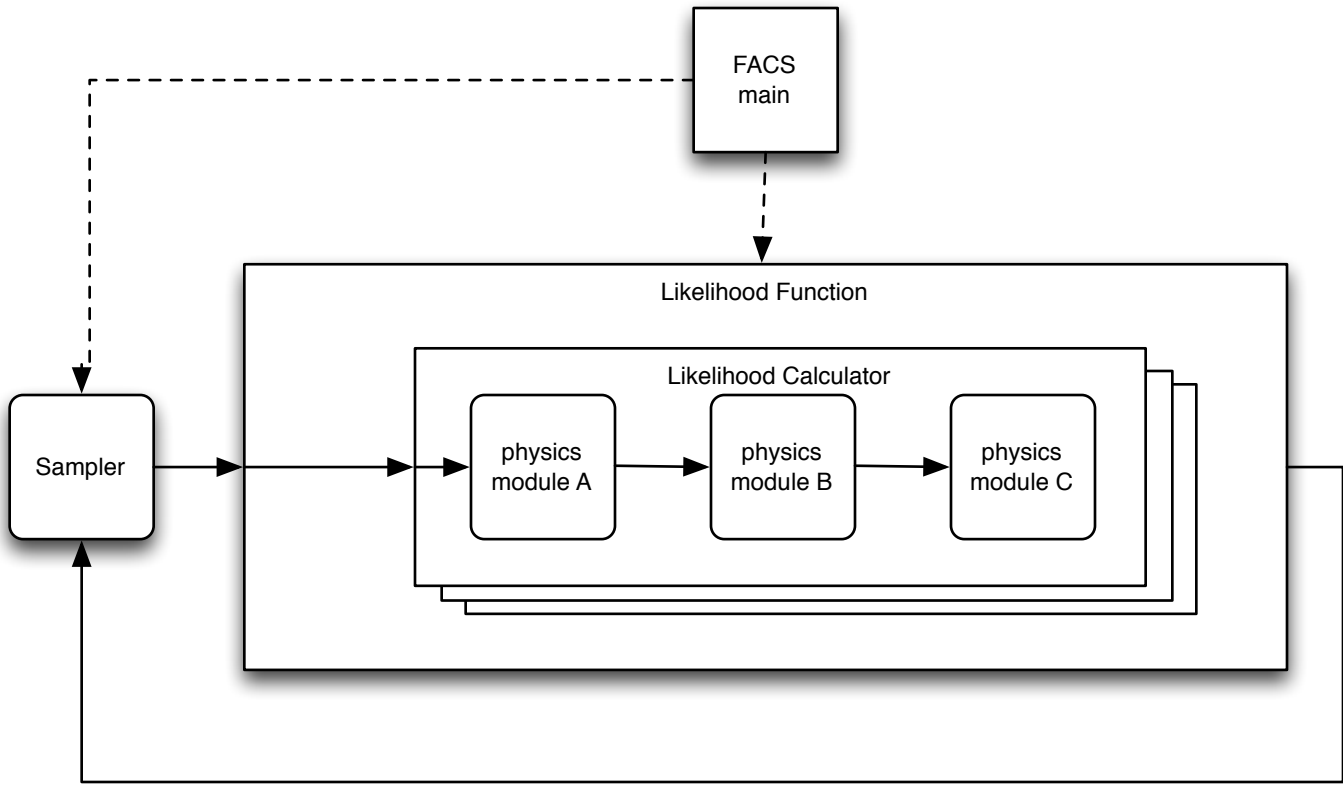 FACS
main
Likelihood Function
Likelihood Calculator
Sampler
physics
module A
physics
module B
physics
module C